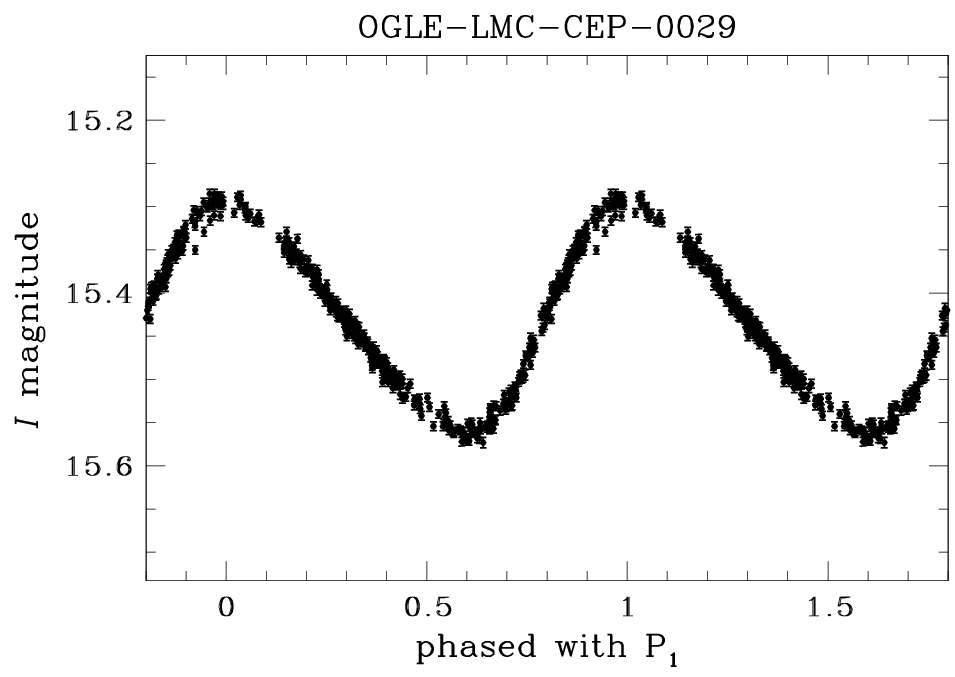 OGLE-LMC-CEP-0029
15.2
15.4
15.6
I magnitude
0 0.5 1 1.5
phased with P₁